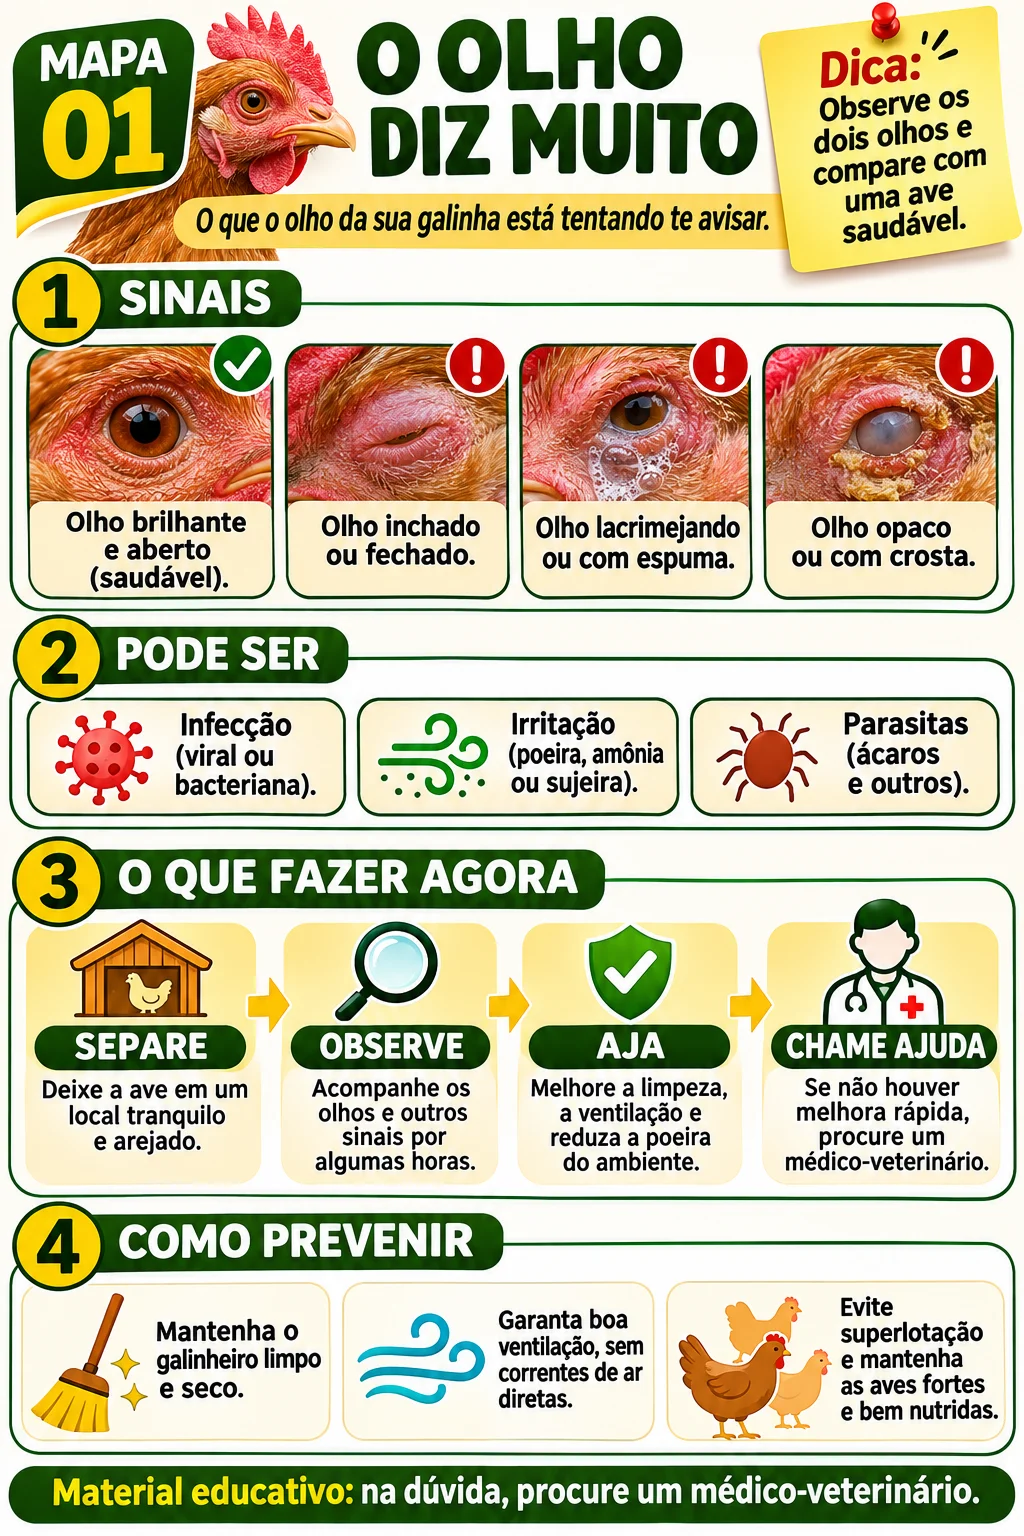 MAPA
01
O OLHO
DIZ MUITO
O que o olho da sua galinha está tentando te avisar.
Dica:
Observe os
dois olhos e
compare com
uma ave
saudável.
1 SINAIS
Olho brilhante
e aberto
(saudável).
Olho inchado
ou fechado.
Olho lacrimejando
ou com espuma.
Olho opaco
ou com crosta.
2 PODE SER
Infecção
(viral ou
bacteriana).
Irritação
(poeira, amônia
ou sujeira).
Parasitas
(ácaros
e outros).
3 O QUE FAZER AGORA
SEPARE
Deixe a ave em um
local tranquilo
e arejado.
OBSERVE
Acompanhe os
olhos e outros
sinais por
algumas horas.
AJA
Melhore a limpeza,
a ventilação e
reduza a poeira
do ambiente.
CHAME AJUDA
Se não houver
melhora rápida,
procure um
médico-veterinário.
4 COMO PREVENIR
Mantenha o
galinheiro limpo
e seco.
Garanta boa
ventilação, sem
correntes de ar
diretas.
Evite
superlotação
e mantenha
as aves fortes
e bem nutridas.
Material educativo: na dúvida, procure um médico-veterinário.